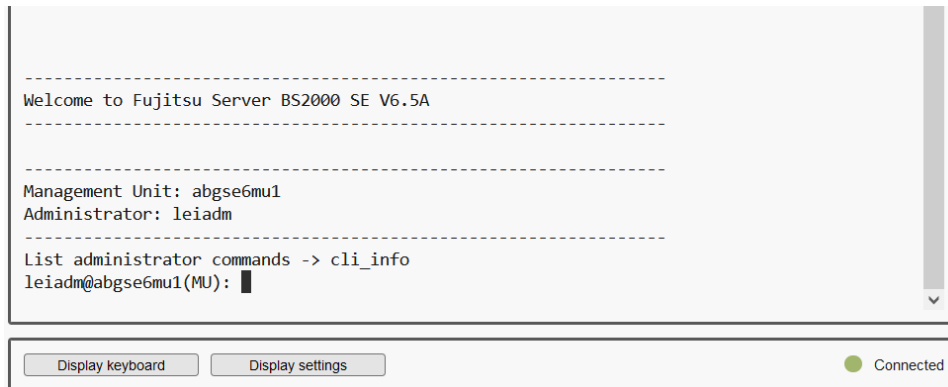 -----------------------------------------------------------------
Welcome to Fujitsu Server BS2000 SE V6.5A
-----------------------------------------------------------------
-----------------------------------------------------------------
Management Unit: abgse6mu1
Administrator: leiadm
-----------------------------------------------------------------
List administrator commands -> cli_info
leiadm@abgse6mu1(MU):
Display keyboard Display settings Connected